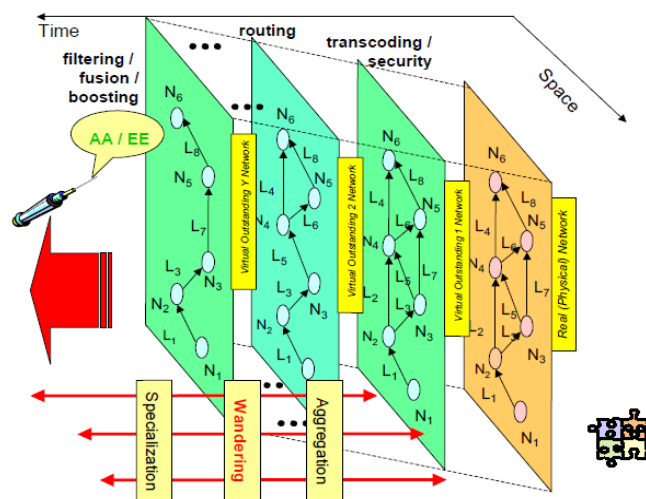 Time
routing
transcoding /
security
Space
filtering /
fusion /
boosting
AA / EE
N6
L8
N5
L7
L3
N2
N3
L1
N1
Virtual Outstanding Y Network
N6
L8
L4
N5
N4
L6
L5
L3
N2
N3
L1
N1
Virtual Outstanding 2 Network
N6
L8
L4
N5
L6
N4
L5
L7
L2
L3
N2
N3
L1
N1
Virtual Outstanding 1 Network
N6
L8
L4
N5
L6
N4
L7
L5
L2
L3
N2
N3
L1
N1
Real (Physical) Network
Specialization
Wandering
Aggregation